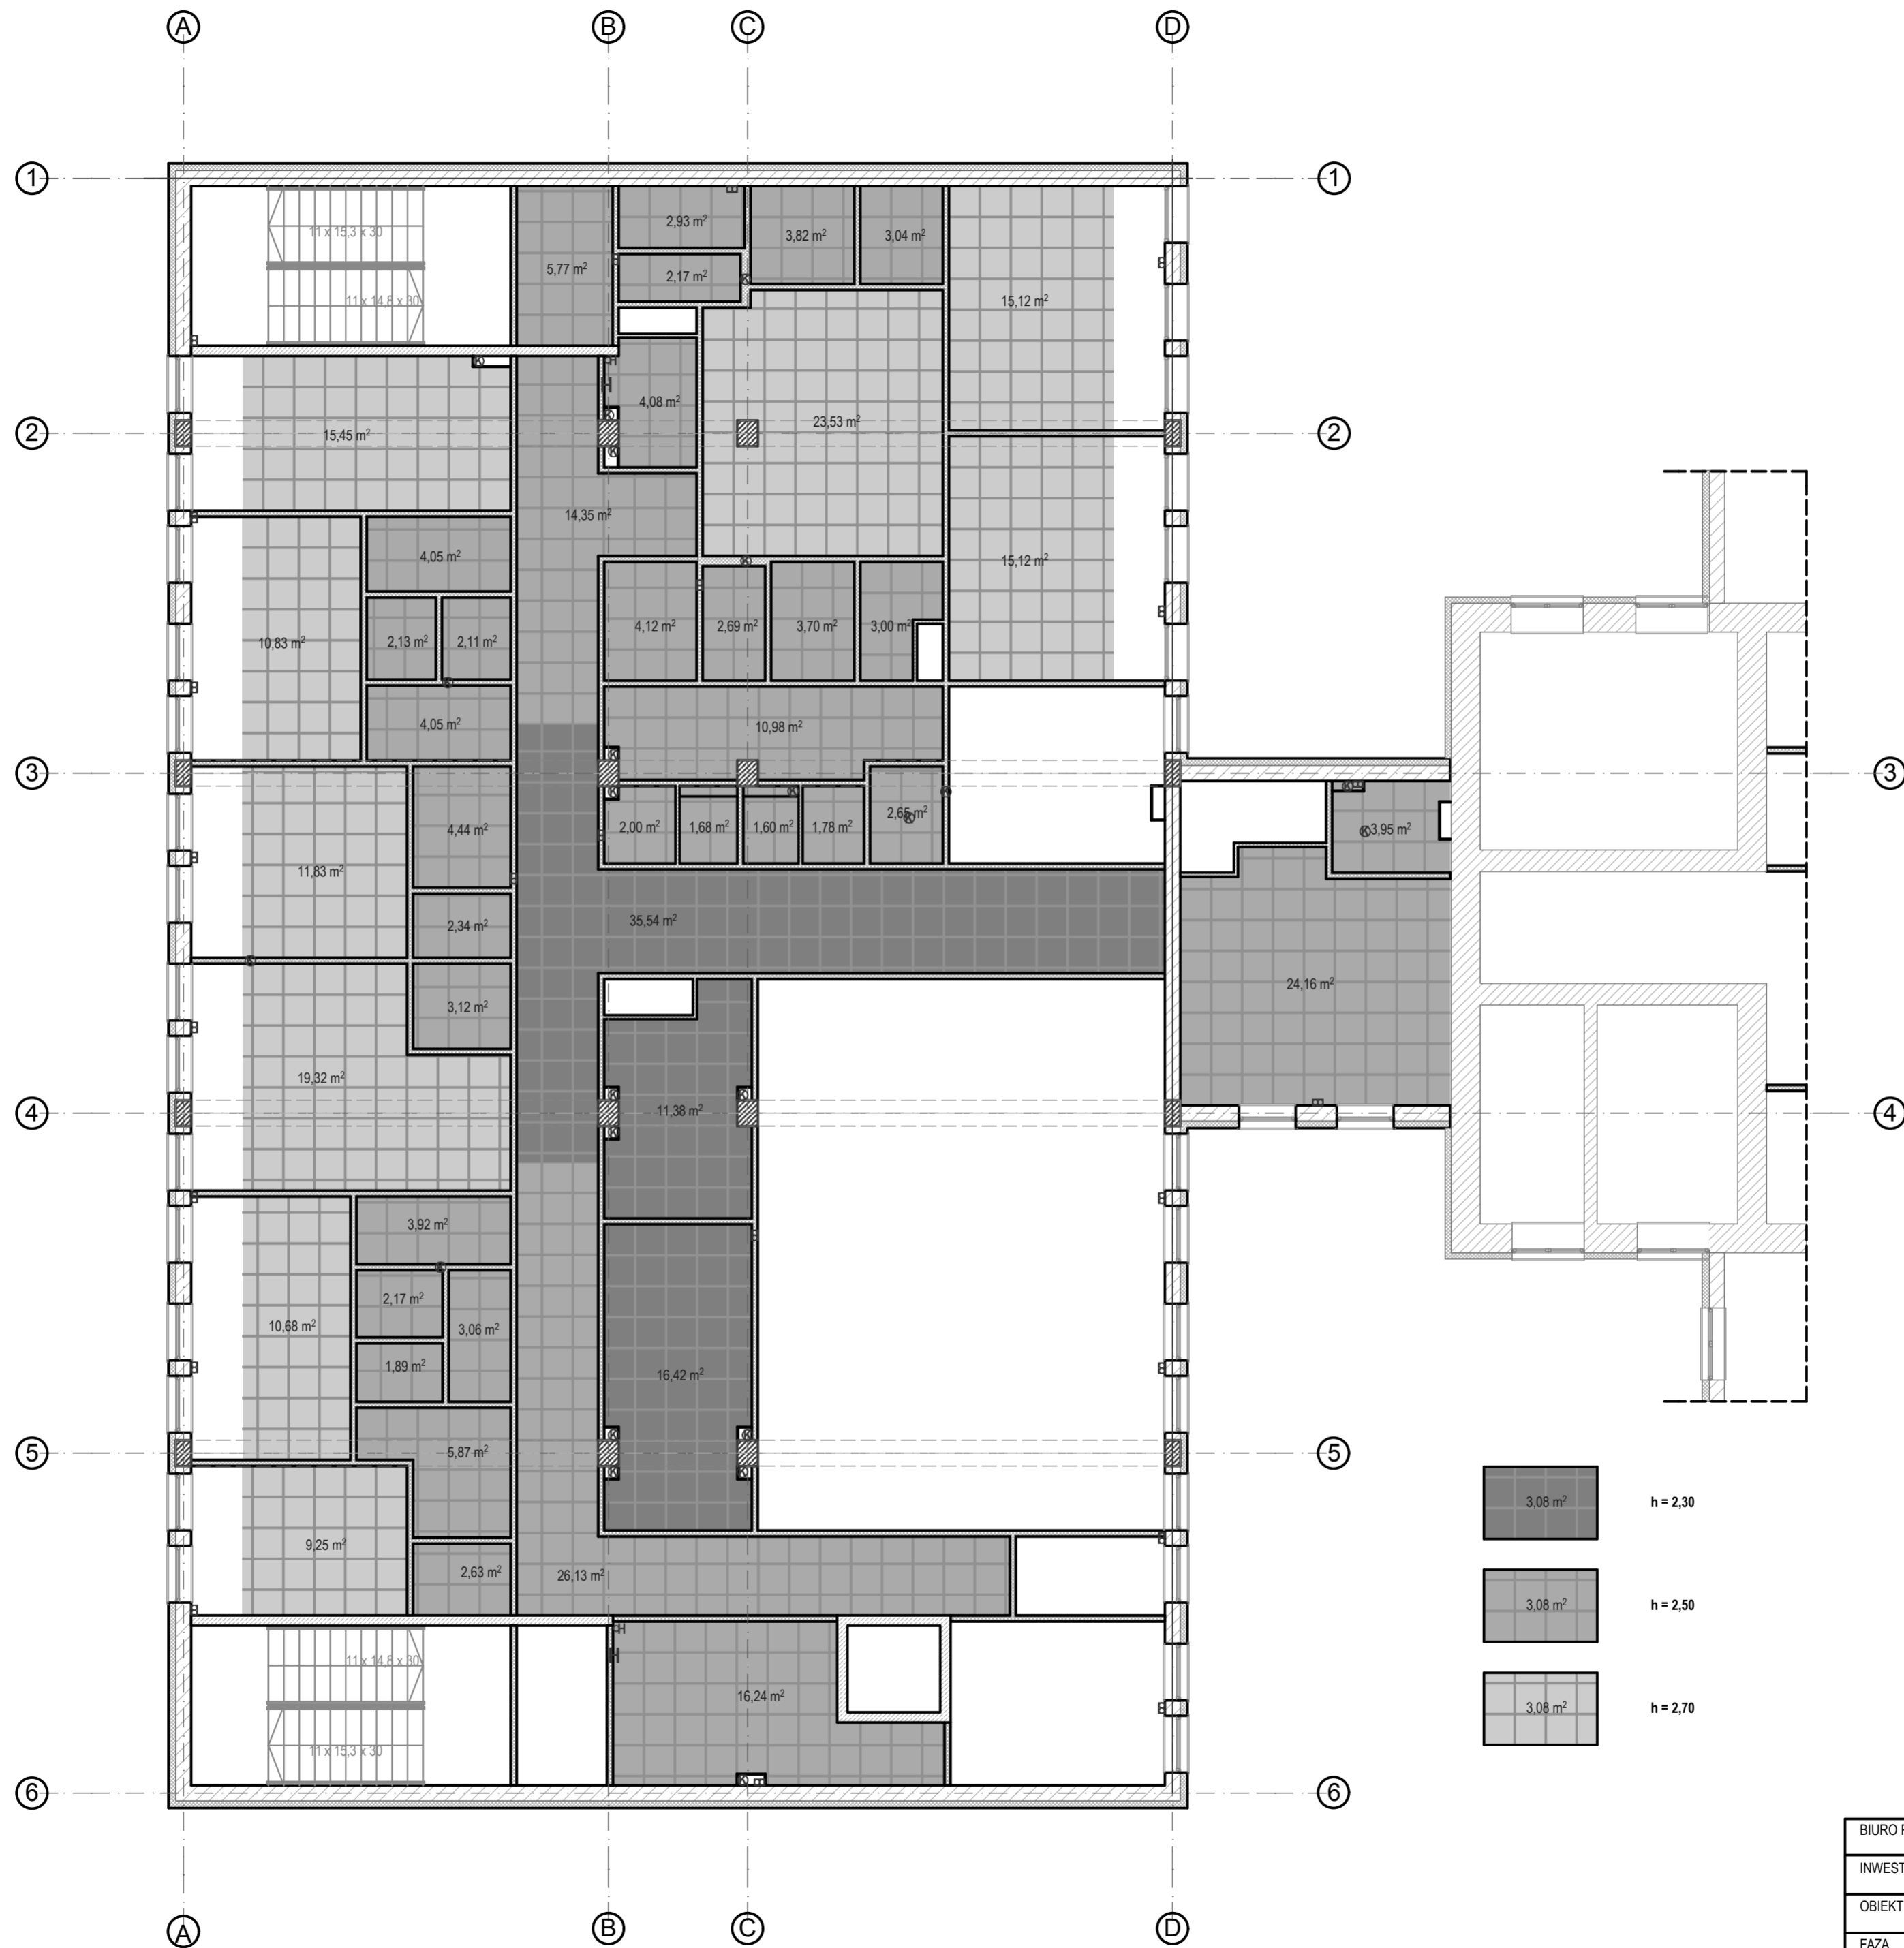 A
B
C
D
1
1
11 x 15,3 x 30
2,93 m²
3,82 m²
3,04 m²
5,77 m²
2,17 m²
11 x 14,8 x 30
15,12 m²
4,08 m²
23,53 m²
2
15,45 m²
2
14,35 m²
4,05 m²
15,12 m²
10,83 m²
2,13 m²
2,11 m²
4,12 m²
2,69 m²
3,70 m²
3,00 m²
4,05 m²
10,98 m²
3
3
4,44 m²
2,00 m²
1,68 m²
1,60 m²
1,78 m²
2,65 m²
3,95 m²
11,83 m²
2,34 m²
35,54 m²
24,16 m²
3,12 m²
19,32 m²
4
11,38 m²
4
3,92 m²
2,17 m²
10,68 m²
3,06 m²
1,89 m²
16,42 m²
5
5,87 m²
5
3,08 m²
h = 2,30
9,25 m²
2,63 m²
26,13 m²
3,08 m²
h = 2,50
11 x 14,8 x 30
16,24 m²
3,08 m²
h = 2,70
11 x 15,3 x 30
6
6
BIURO
INWEST
OBIEKT
FAZA
A
B
C
D